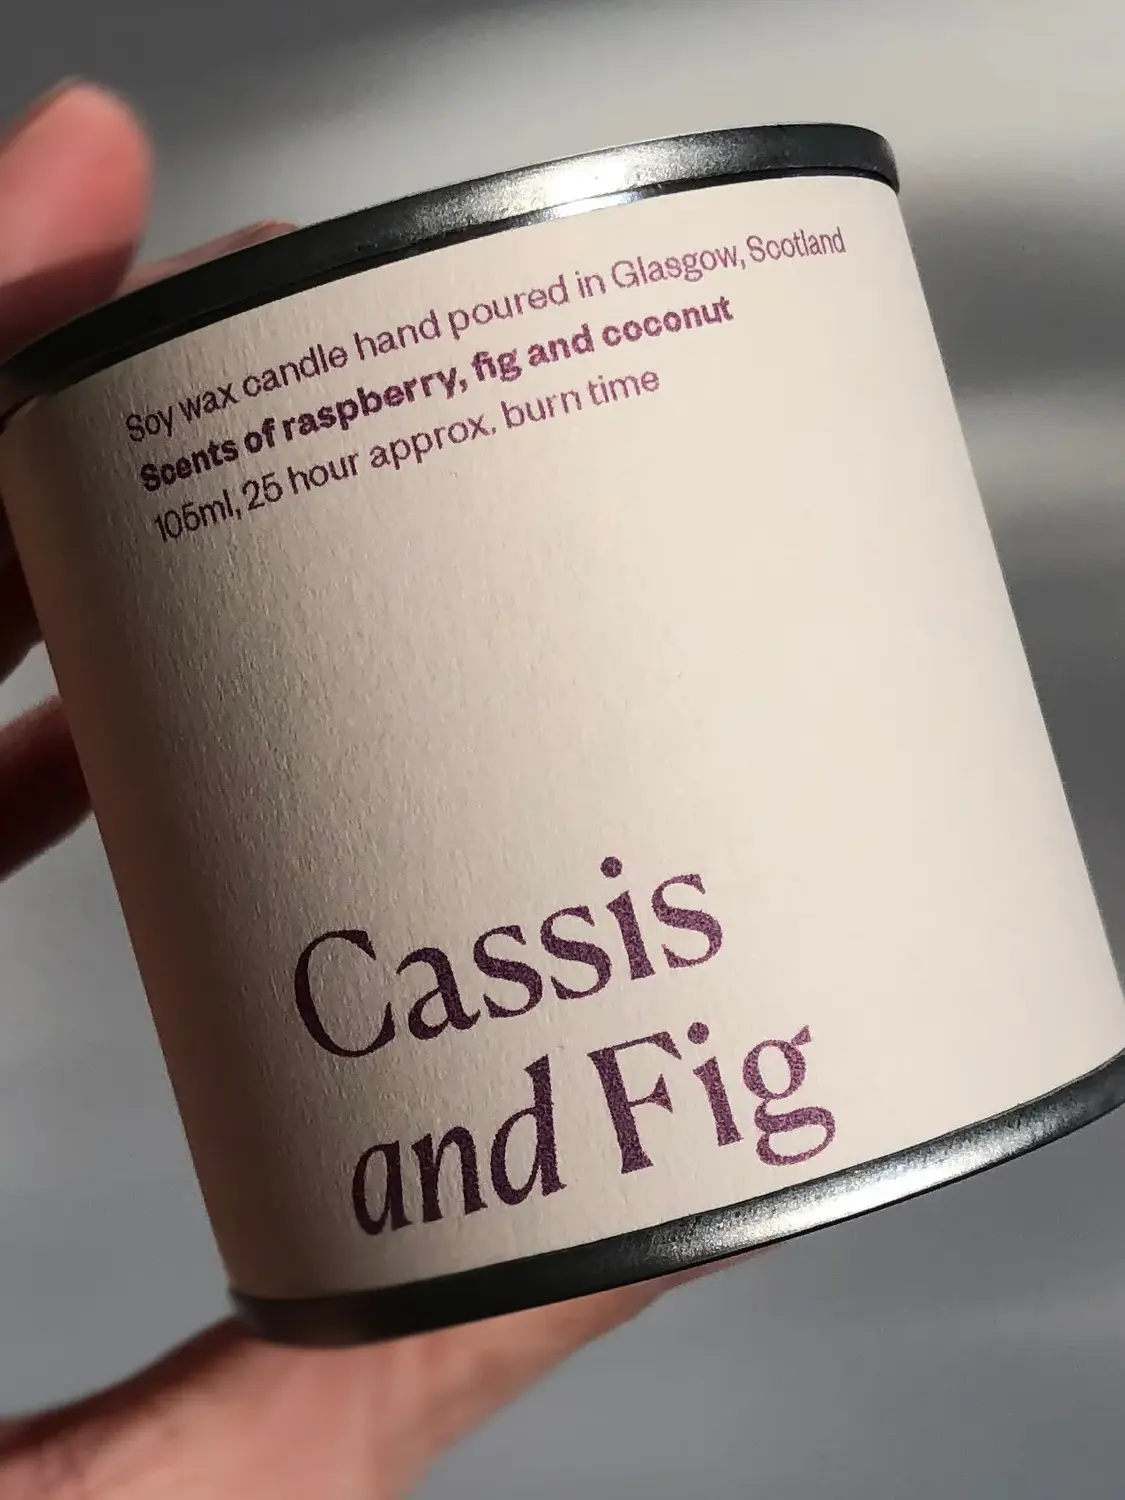 Soy wax candle hand poured in Glasgow, Scotland
Scents of raspberry, fig and coconut
105ml, 25 hour approx. burn time
Cassis
and Fig